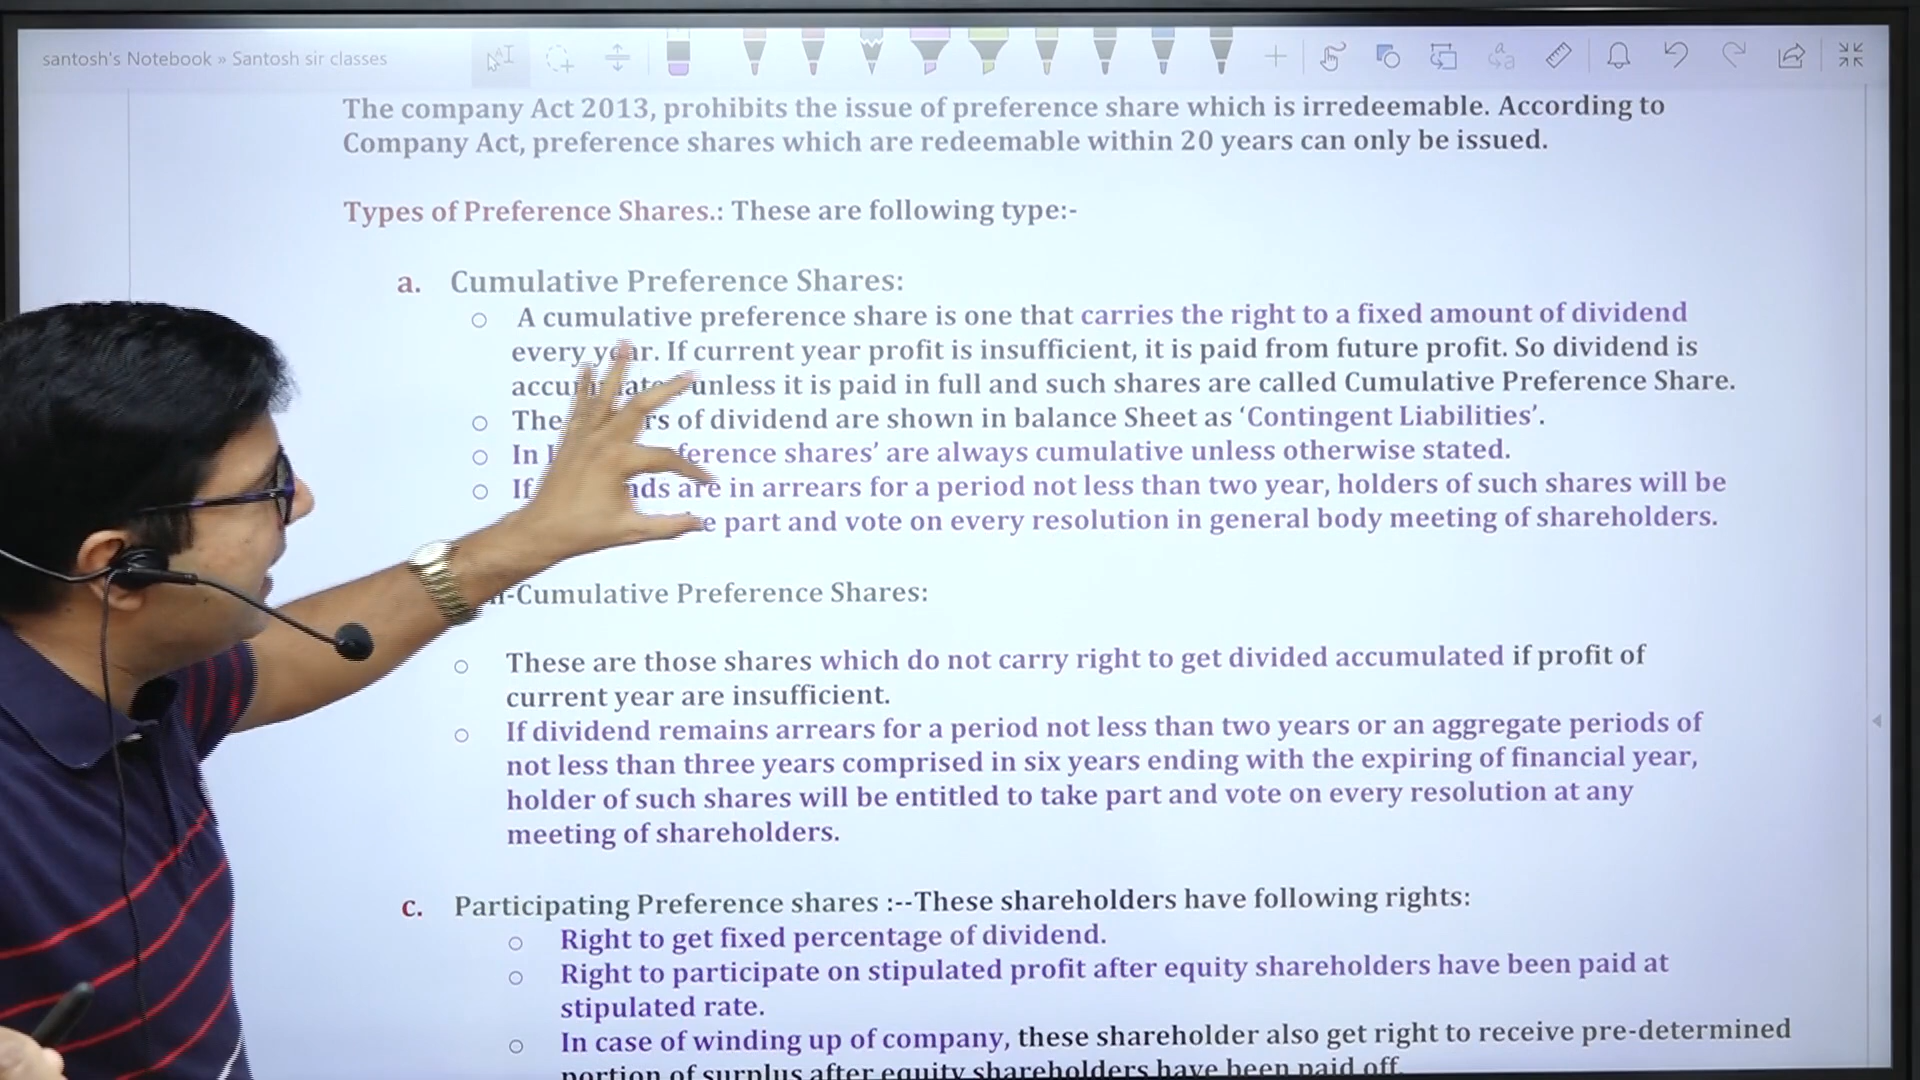 santosh's Notebook » Santosh sir classes
The company Act 2013, prohibits the issue of preference share which is irredeemable. According to
Company Act, preference shares which are redeemable within 20 years can only be issued.
Types of Preference Shares.: These are following type:-
a. Cumulative Preference Shares:
○ A cumulative preference share is one that carries the right to a fixed amount of dividend
every year. If current year profit is insufficient, it is paid from future profit. So dividend is
unless it is paid in full and such shares are called Cumulative Preference Share.
○ The of dividend are shown in balance Sheet as ‘Contingent Liabilities’.
○ In shares’ are always cumulative unless otherwise stated.
○ If are in arrears for a period not less than two year, holders of such shares will be
part and vote on every resolution in general body meeting of shareholders.
-Cumulative Preference Shares:
○ These are those shares which do not carry right to get divided accumulated if profit of
current year are insufficient.
○ If dividend remains arrears for a period not less than two years or an aggregate periods of
not less than three years comprised in six years ending with the expiring of financial year,
holder of such shares will be entitled to take part and vote on every resolution at any
meeting of shareholders.
c. Participating Preference shares :--These shareholders have following rights:
○ Right to get fixed percentage of dividend.
○ Right to participate on stipulated profit after equity shareholders have been paid at
stipulated rate.
○ In case of winding up of company, these shareholder also get right to receive pre-determined
portion of surplus after equity shareholders have been paid off.